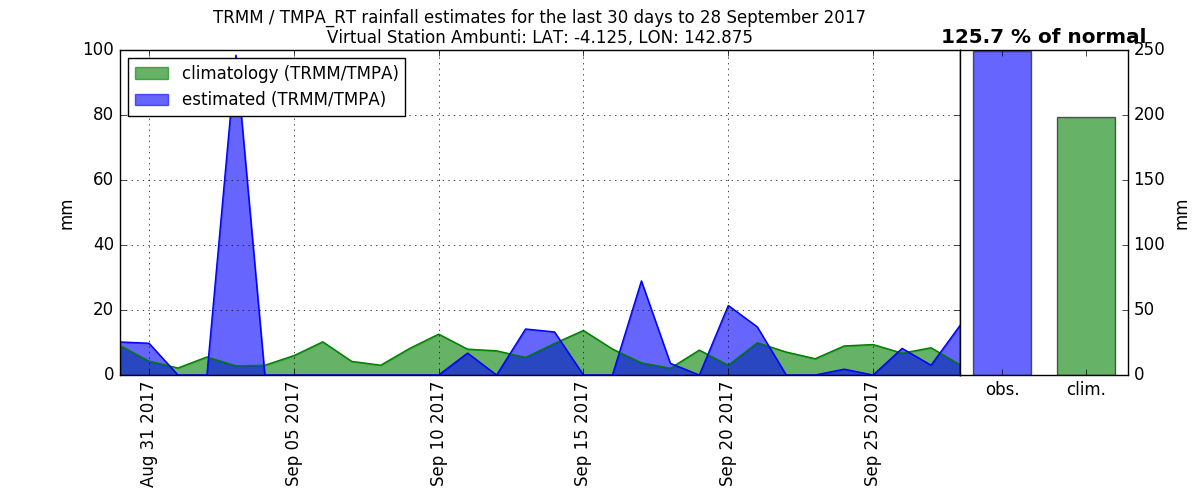 TRMM / TMPA_RT rainfall estimates for the last 30 days to 28 September 2017
Virtual Station Ambunti: LAT: -4.125, LON: 142.875
125.7 % of normal
climatology (TRMM/TMPA)
estimated (TRMM/TMPA)
100
80
60
40
20
0
mm
Aug 31 2017
Sep 05 2017
Sep 10 2017
Sep 15 2017
Sep 20 2017
Sep 25 2017
obs.
clim.
250
200
150
100
50
0
mm